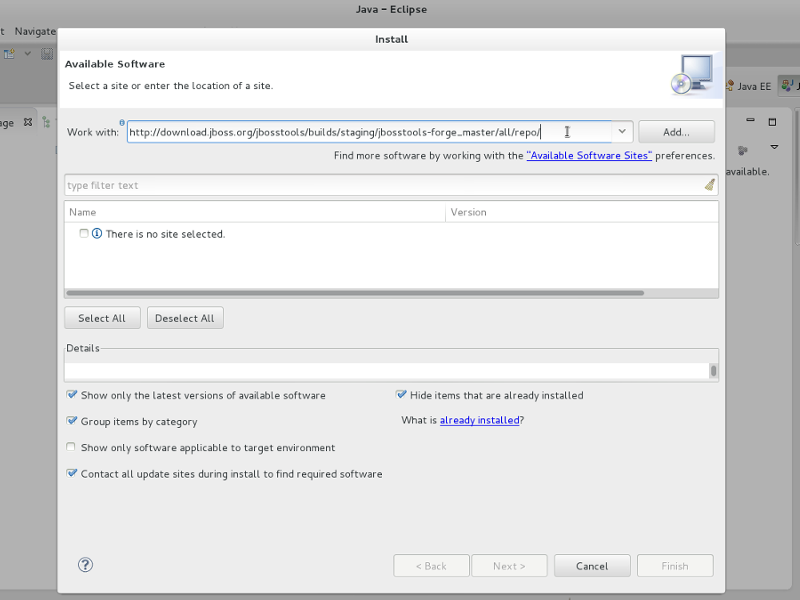 Java – Eclipse
t Navigate
Install
Available Software
Select a site or enter the location of a site.
Java EE J
age
Work with: http://download.jboss.org/jbosstools/builds/staging/jbosstools-forge_master/all/repo/ Add...
Find more software by working with the "Available Software Sites" preferences.
available.
type filter text
Name Version
There is no site selected.
Select All Deselect All
Details
Show only the latest versions of available software Hide items that are already installed
Group items by category What is already installed?
Show only software applicable to target environment
Contact all update sites during install to find required software
? < Back Next > Cancel Finish